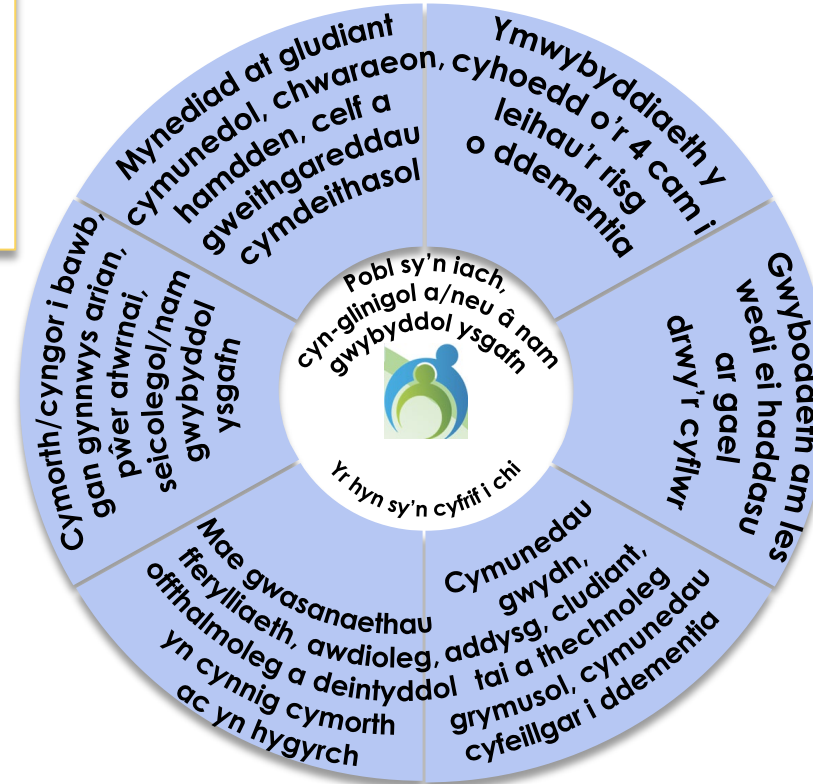 Mynediad at gludiant
cymunedol, chwaraeon,
hamdden, celf a
gweithgareddau
cymdeithasol
Ymwybyddiaeth y
cyhoedd o'r 4 cam i
leihau'r risg
o ddementia
Gwyboddaeth am les
wedi ei haddasu
ar gael
drwy'r cyflwr
Cymunedau
gwydn,
addysg, cludiant,
tai a thechnoleg
grymusol, cymunedau
cyfeillgar i ddementia
Mae gwasanaethau
fferylliaeth, awdioleg,
offthalmoleg a deintyddol
yn cynnig cymorth
ac yn hygyrch
Cymorth/cyngor i bawb,
gan gynnwys arian,
pŵer atwrnai,
seicolegol/nam
gwybyddol
ysgafn
Pobl sy'n iach,
cyn-glinigol a/neu â nam
gwybyddol ysgafn
Yr hyn sy'n cyfrif i chi